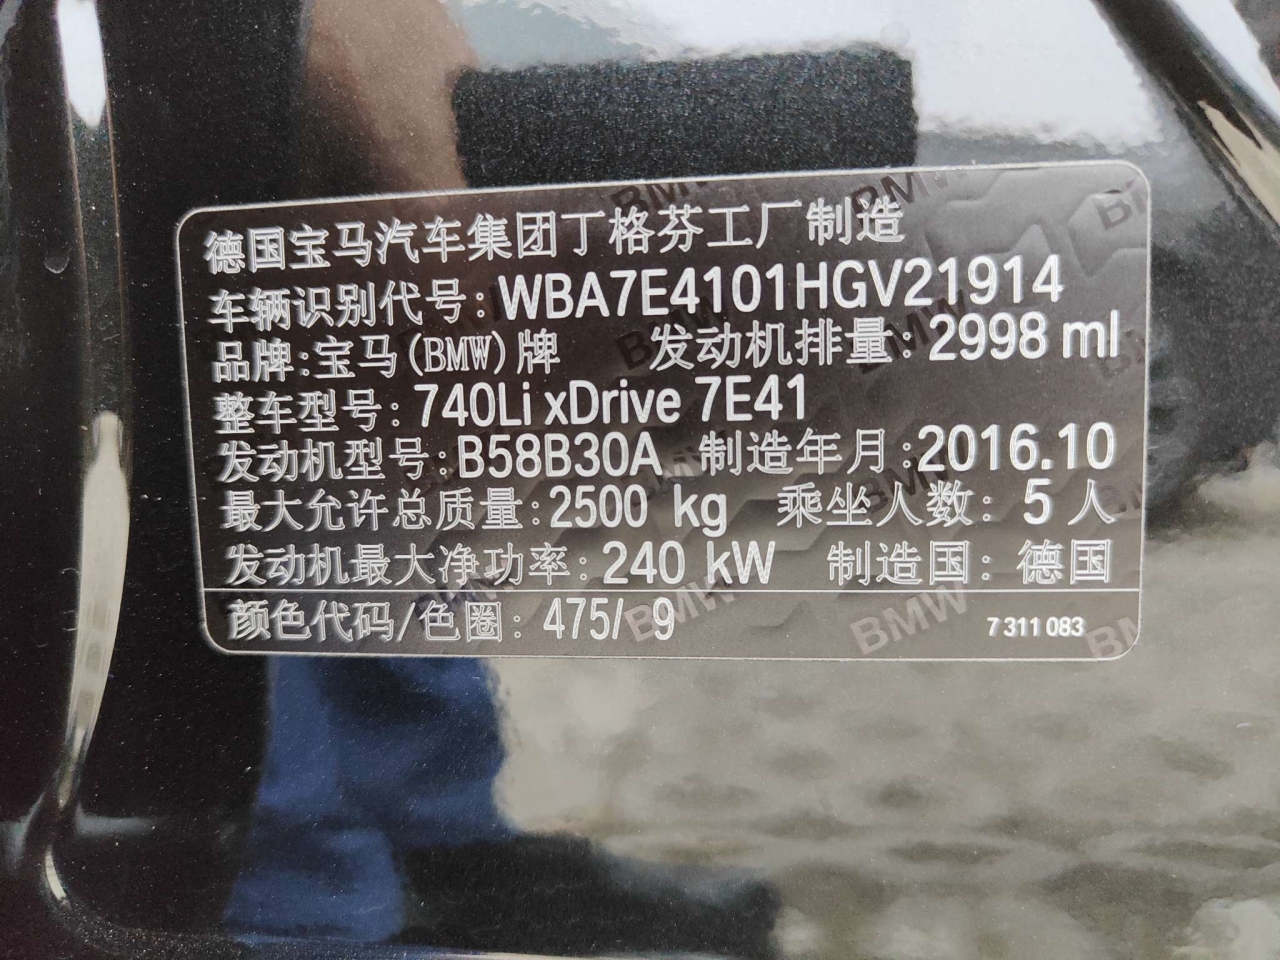 德国宝马汽车集团丁格芬工厂制造
车辆识别代号:WBA7E4101HGV21914
品牌:宝马(BMW)牌 发动机排量:2998 ml
整车型号:740Li xDrive 7E41
发动机型号:B58B30A 制造年月:2016.10
最大允许总质量:2500 kg 乘坐人数:5人
发动机最大净功率:240 kW 制造国:德国
颜色代码/色圈:475/ 9 7 311 083